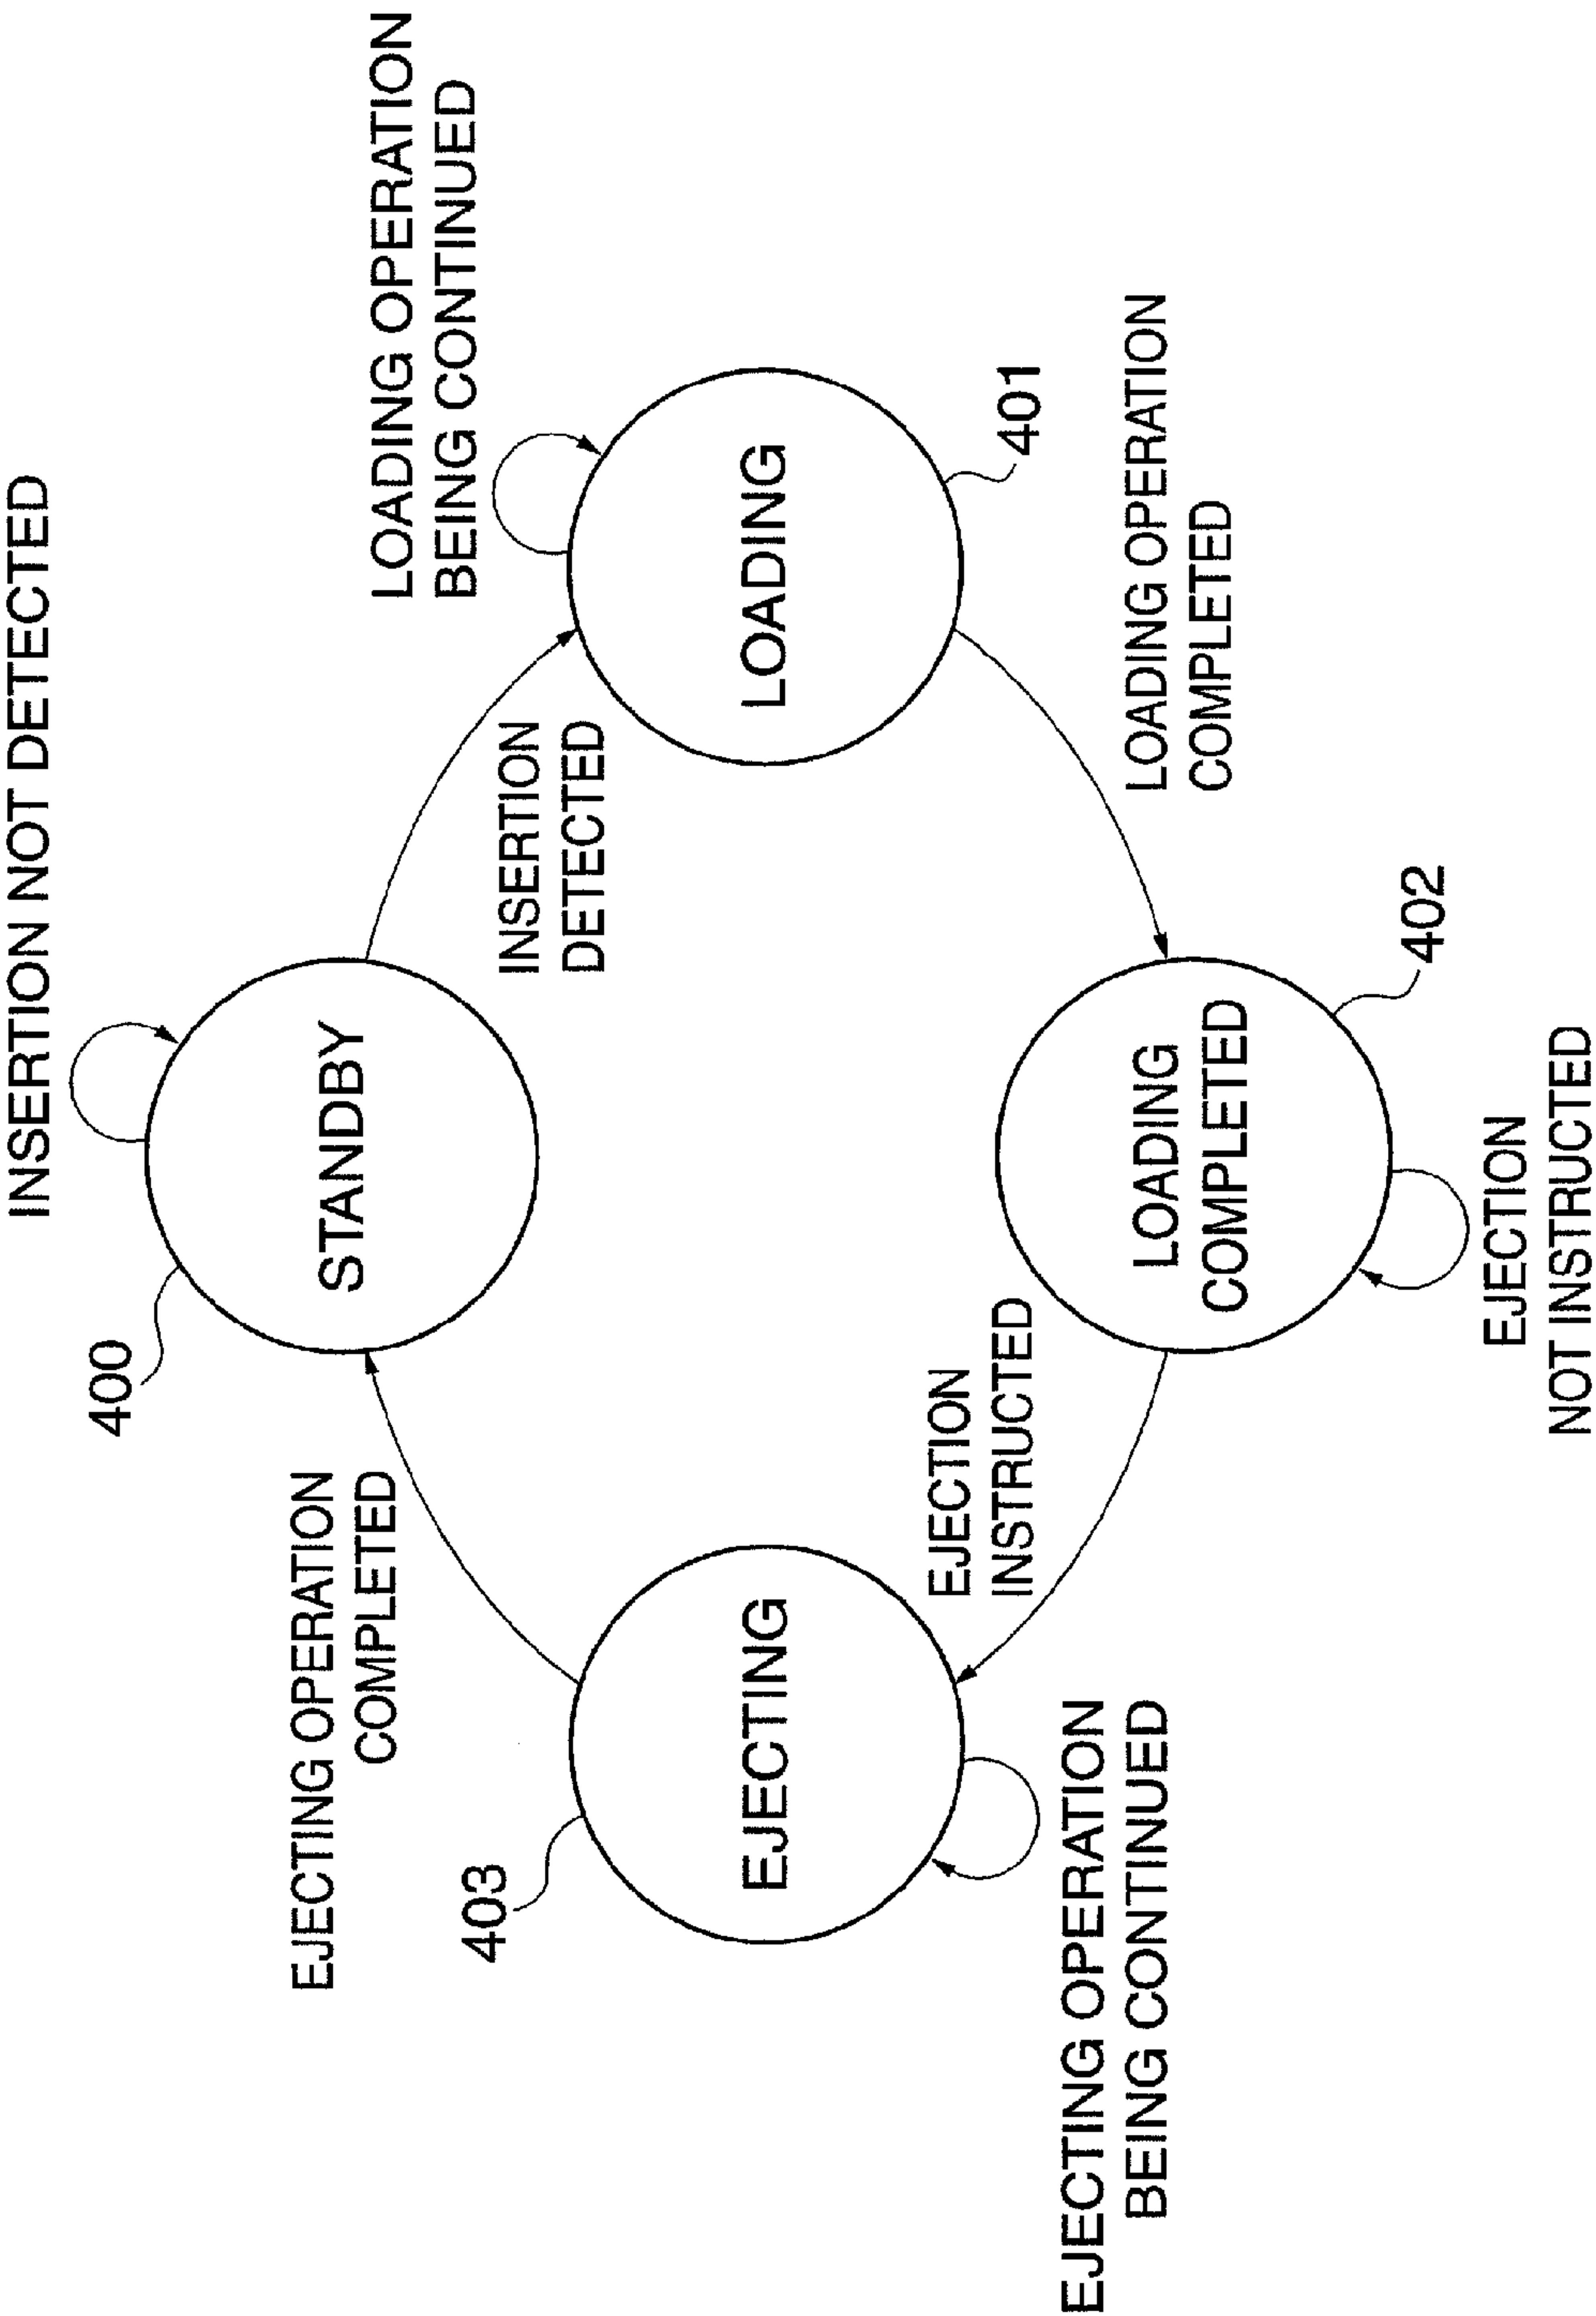 INSERTION NOT DETECTED
400
STANDBY
EJECTING OPERATION
COMPLETED
LOADING OPERATION
BEING CONTINUED
INSERTION
DETECTED
403
EJECTING
LOADING
401
EJECTION
INSTRUCTED
LOADING OPERATION
COMPLETED
EJECTING OPERATION
BEING CONTINUED
LOADING
COMPLETED
402
EJECTION
NOT INSTRUCTED